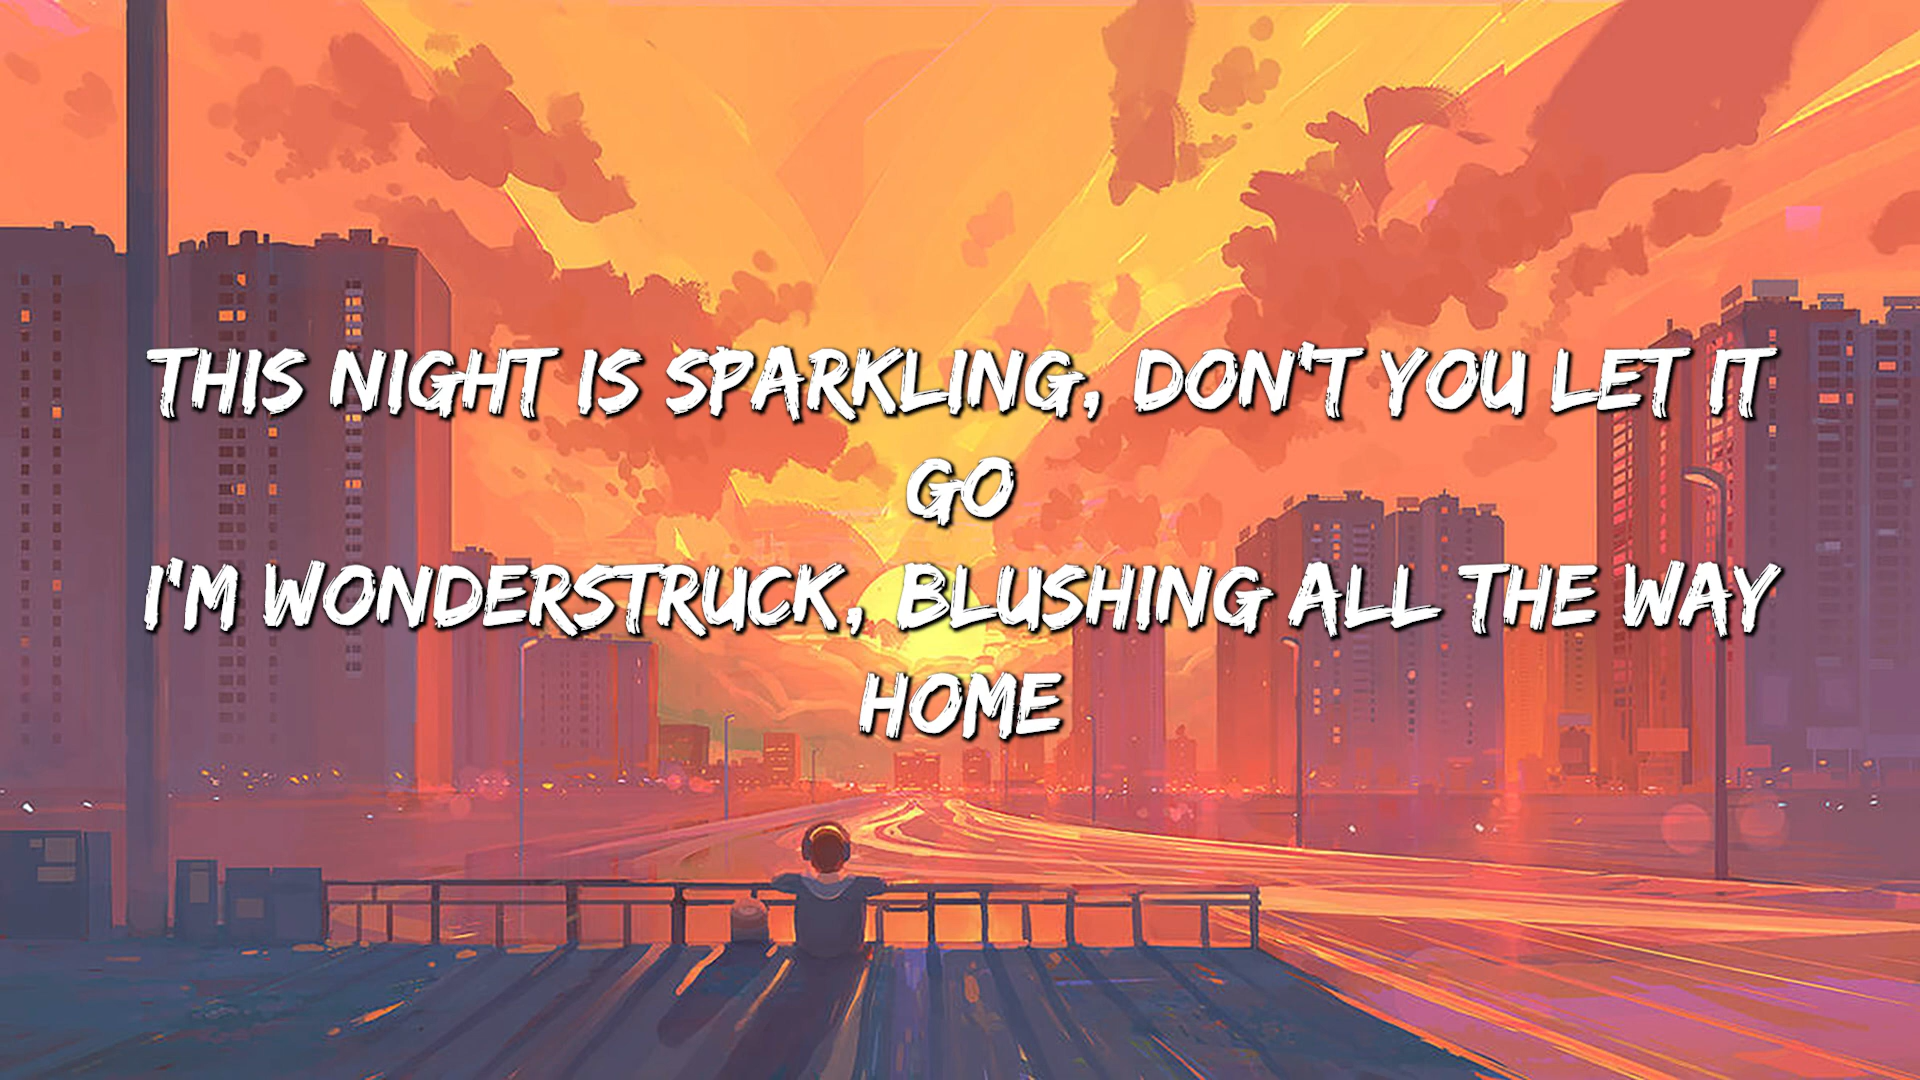 THIS NIGHT IS SPARKLING, DON'T YOU LET IT
GO
I'M WONDERSTRUCK, BLUSHING ALL THE WAY
HOME